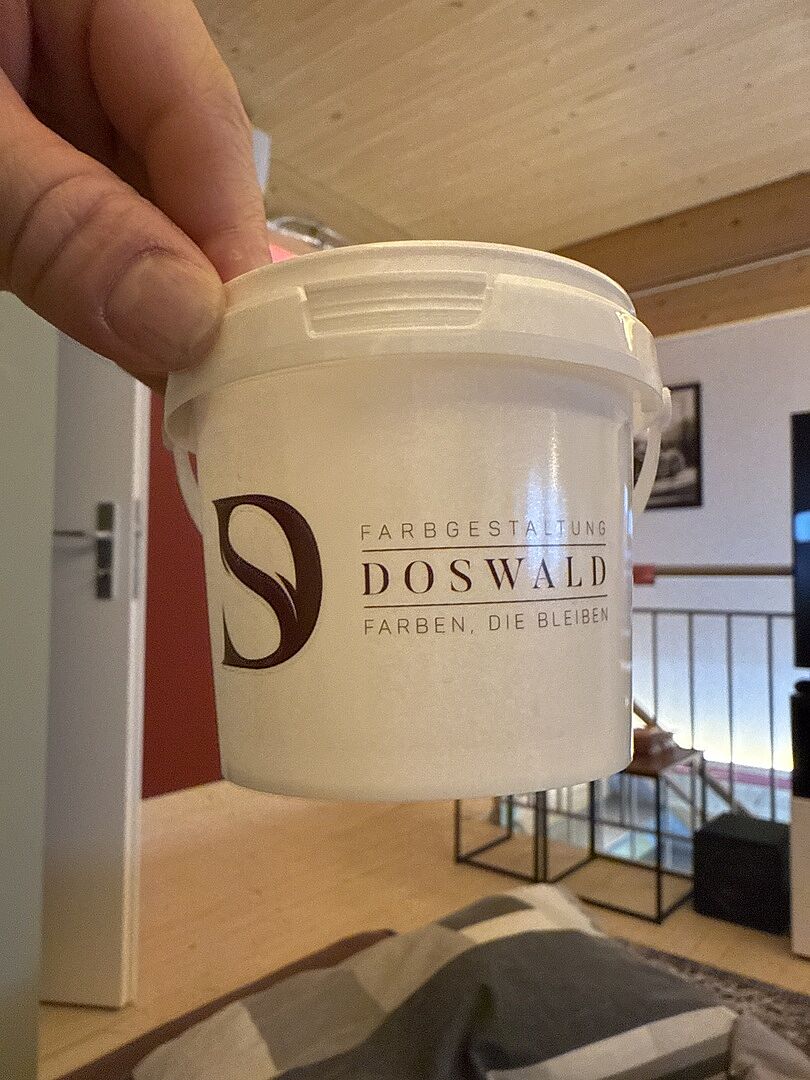 FARBGESTALTUNG
DOSWALD
FARBEN, DIE BLEIBEN